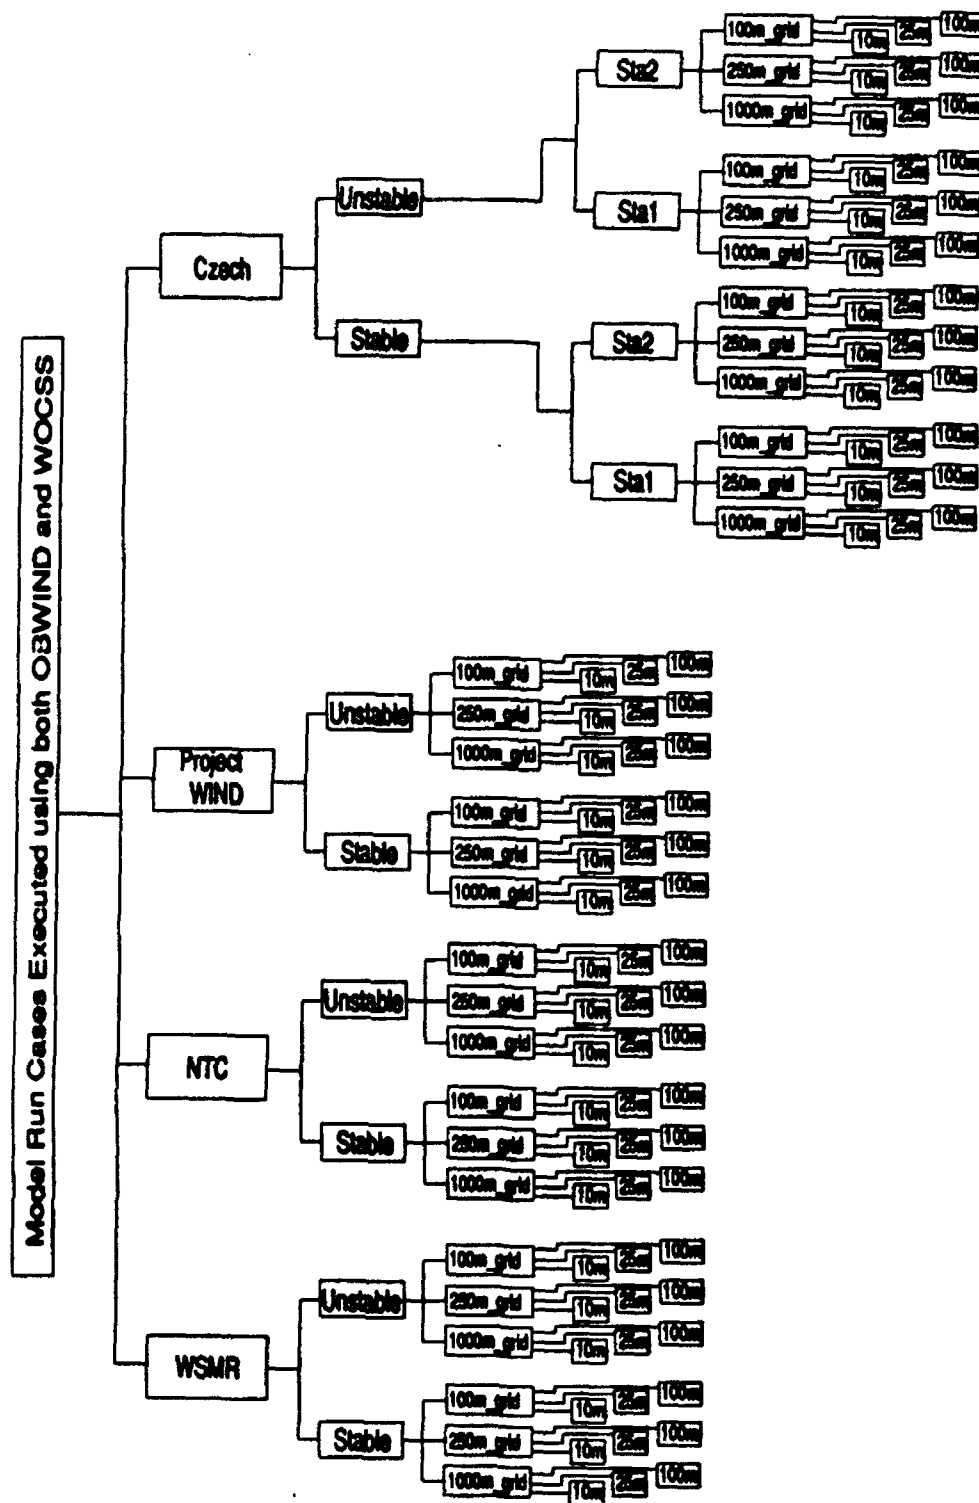 Model Run Cases Executed using both OBWIND and WOCSS
Czech
Unstable
Sta2
100m_grid
10m
25m
100m
250m_grid
10m
25m
100m
1000m_grid
10m
25m
100m
Sta1
100m_grid
10m
25m
100m
250m_grid
10m
25m
100m
1000m_grid
10m
25m
100m
Stable
Sta2
100m_grid
10m
25m
100m
250m_grid
10m
25m
100m
1000m_grid
10m
25m
100m
Sta1
100m_grid
10m
25m
100m
250m_grid
10m
25m
100m
1000m_grid
10m
25m
100m
Project
WIND
Unstable
100m_grid
10m
25m
100m
250m_grid
10m
25m
100m
1000m_grid
10m
25m
100m
Stable
100m_grid
10m
25m
100m
250m_grid
10m
25m
100m
1000m_grid
10m
25m
100m
NTC
Unstable
100m_grid
10m
25m
100m
250m_grid
10m
25m
100m
1000m_grid
10m
25m
100m
Stable
100m_grid
10m
25m
100m
250m_grid
10m
25m
100m
1000m_grid
10m
25m
100m
WSMR
Unstable
100m_grid
10m
25m
100m
250m_grid
10m
25m
100m
1000m_grid
10m
25m
100m
Stable
100m_grid
10m
25m
100m
250m_grid
10m
25m
100m
1000m_grid
10m
25m
100m